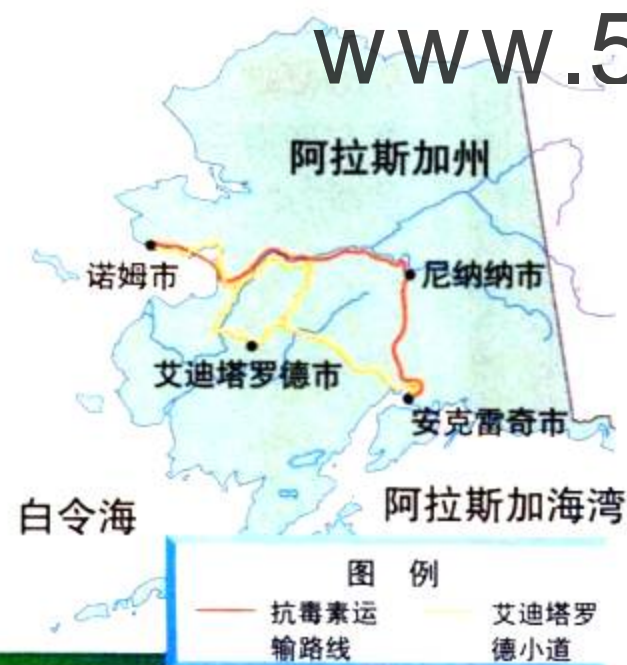 www.5
阿拉斯加州
诺姆市
尼纳纳市
艾迪塔罗德市
安克雷奇市
白令海
阿拉斯加海湾
图 例
抗毒素运
输路线
艾迪塔罗
德小道